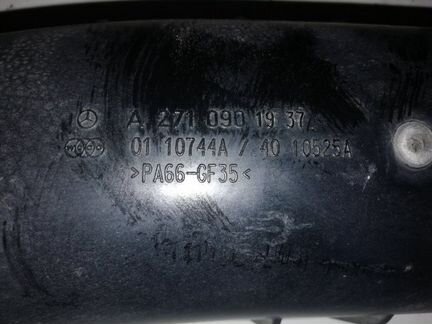 A 271 090 19 37
01 10744A / 40 10525A
>PA66-GF35<